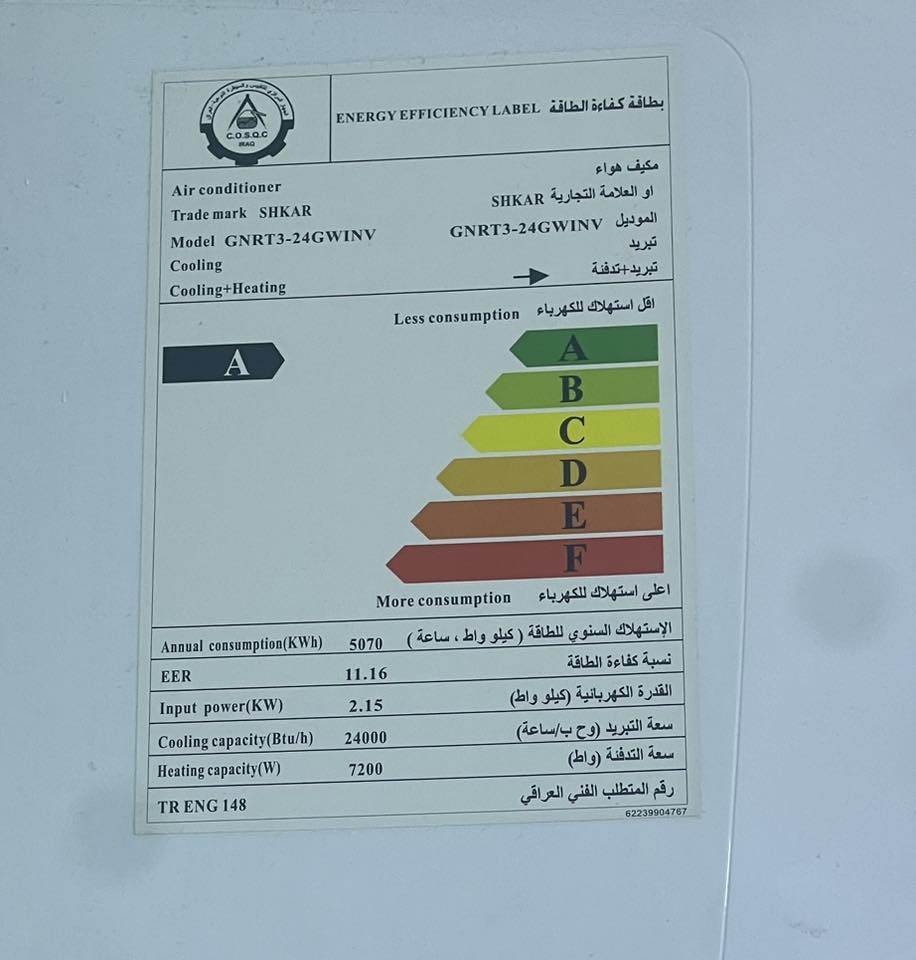 C.O.S.Q.C
IRAQ
ENERGY EFFICIENCY LABEL بطاقة كفاءة الطاقة
Air conditioner مكيف هواء
Trade mark SHKAR SHKAR او العلامة التجارية
Model GNRT3-24GWINV GNRT3-24GWINV الموديل
Cooling تبريد
Cooling+Heating تبريد+تدفئة
Less consumption اقل استهلاك للكهرباء
A A
B
C
D
E
F
More consumption اعلى استهلاك للكهرباء
Annual consumption(KWh) 5070 الإستهلاك السنوي للطاقة ( كيلو واط ، ساعة )
EER 11.16 نسبة كفاءة الطاقة
Input power(KW) 2.15 القدرة الكهربائية (كيلو واط)
Cooling capacity(Btu/h) 24000 سعة التبريد (وح ب/ساعة)
Heating capacity(W) 7200 سعة التدفئة (واط)
TR ENG 148 رقم المتطلب الفني العراقي
62239904767